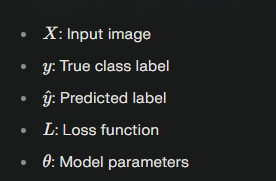 X: Input image
y: True class label
ŷ: Predicted label
L: Loss function
θ: Model parameters